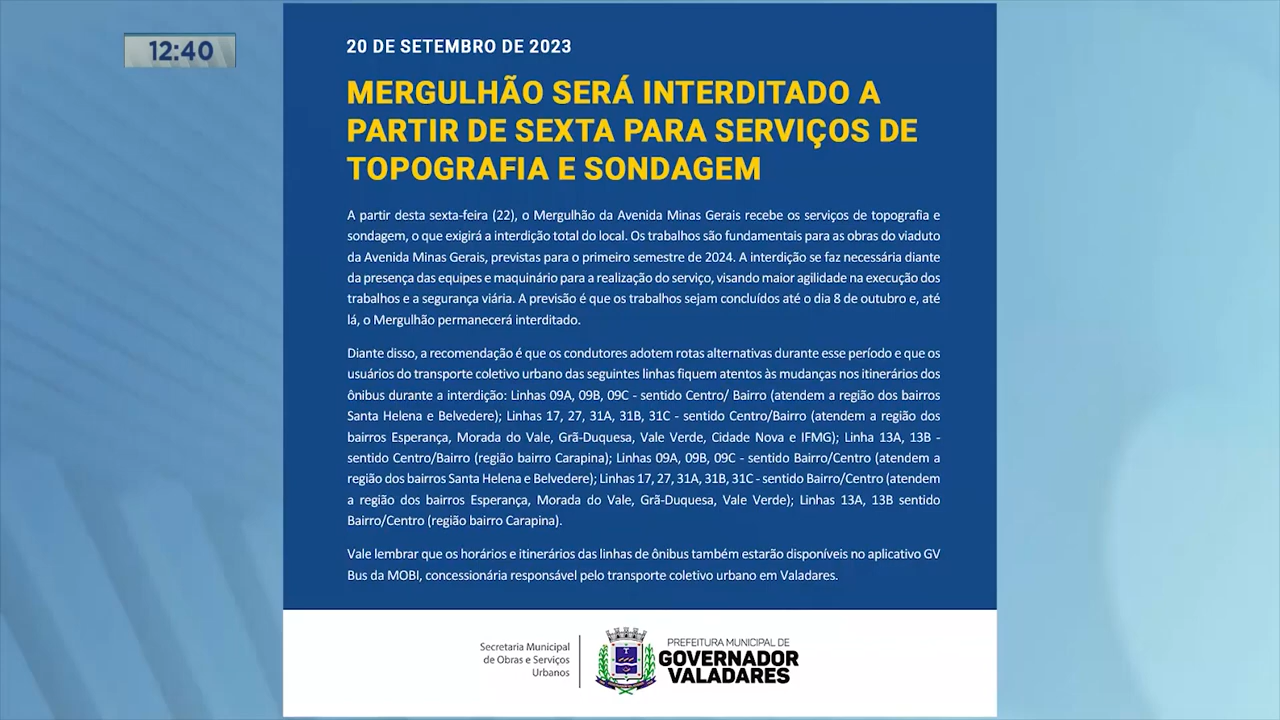 12:40
20 DE SETEMBRO DE 2023
MERGULHÃO SERÁ INTERDITADO A
PARTIR DE SEXTA PARA SERVIÇOS DE
TOPOGRAFIA E SONDAGEM
A partir desta sexta-feira (22), o Mergulhão da Avenida Minas Gerais recebe os serviços de topografia e
sondagem, o que exigirá a interdição total do local. Os trabalhos são fundamentais para as obras do viaduto
da Avenida Minas Gerais, previstas para o primeiro semestre de 2024. A interdição se faz necessária diante
da presença das equipes e maquinário para a realização do serviço, visando maior agilidade na execução dos
trabalhos e a segurança viária. A previsão é que os trabalhos sejam concluídos até o dia 8 de outubro e, até
lá, o Mergulhão permanecerá interditado.
Diante disso, a recomendação é que os condutores adotem rotas alternativas durante esse período e que os
usuários do transporte coletivo urbano das seguintes linhas fiquem atentos às mudanças nos itinerários dos
ônibus durante a interdição: Linhas 09A, 09B, 09C - sentido Centro/ Bairro (atendem a região dos bairros
Santa Helena e Belvedere); Linhas 17, 27, 31A, 31B, 31C - sentido Centro/Bairro (atendem a região dos
bairros Esperança, Morada do Vale, Grã-Duquesa, Vale Verde, Cidade Nova e IFMG); Linha 13A, 13B -
sentido Centro/Bairro (região bairro Carapina); Linhas 09A, 09B, 09C - sentido Bairro/Centro (atendem a
região dos bairros Santa Helena e Belvedere); Linhas 17, 27, 31A, 31B, 31C - sentido Bairro/Centro (atendem
a região dos bairros Esperança, Morada do Vale, Grã-Duquesa, Vale Verde); Linhas 13A, 13B sentido
Bairro/Centro (região bairro Carapina).
Vale lembrar que os horários e itinerários das linhas de ônibus também estarão disponíveis no aplicativo GV
Bus da MOBI, concessionária responsável pelo transporte coletivo urbano em Valadares.
Secretaria Municipal
de Obras e Serviços
Urbanos
PREFEITURA MUNICIPAL DE
GOVERNADOR
VALADARES